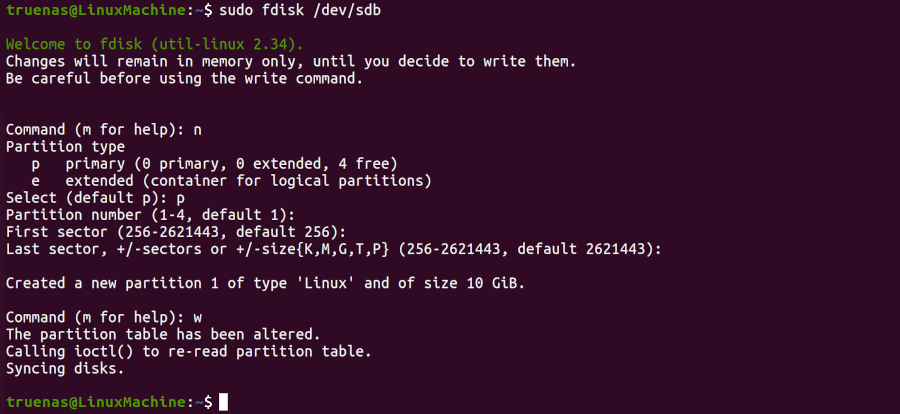 truenas@LinuxMachine:~$ sudo fdisk /dev/sdb
Welcome to fdisk (util-linux 2.34).
Changes will remain in memory only, until you decide to write them.
Be careful before using the write command.
Command (m for help): n
Partition type
   p   primary (0 primary, 0 extended, 4 free)
   e   extended (container for logical partitions)
Select (default p): p
Partition number (1-4, default 1):
First sector (256-2621443, default 256):
Last sector, +/-sectors or +/-size{K,M,G,T,P} (256-2621443, default 2621443):
Created a new partition 1 of type 'Linux' and of size 10 GiB.
Command (m for help): w
The partition table has been altered.
Calling ioctl() to re-read partition table.
Syncing disks.
truenas@LinuxMachine:~$